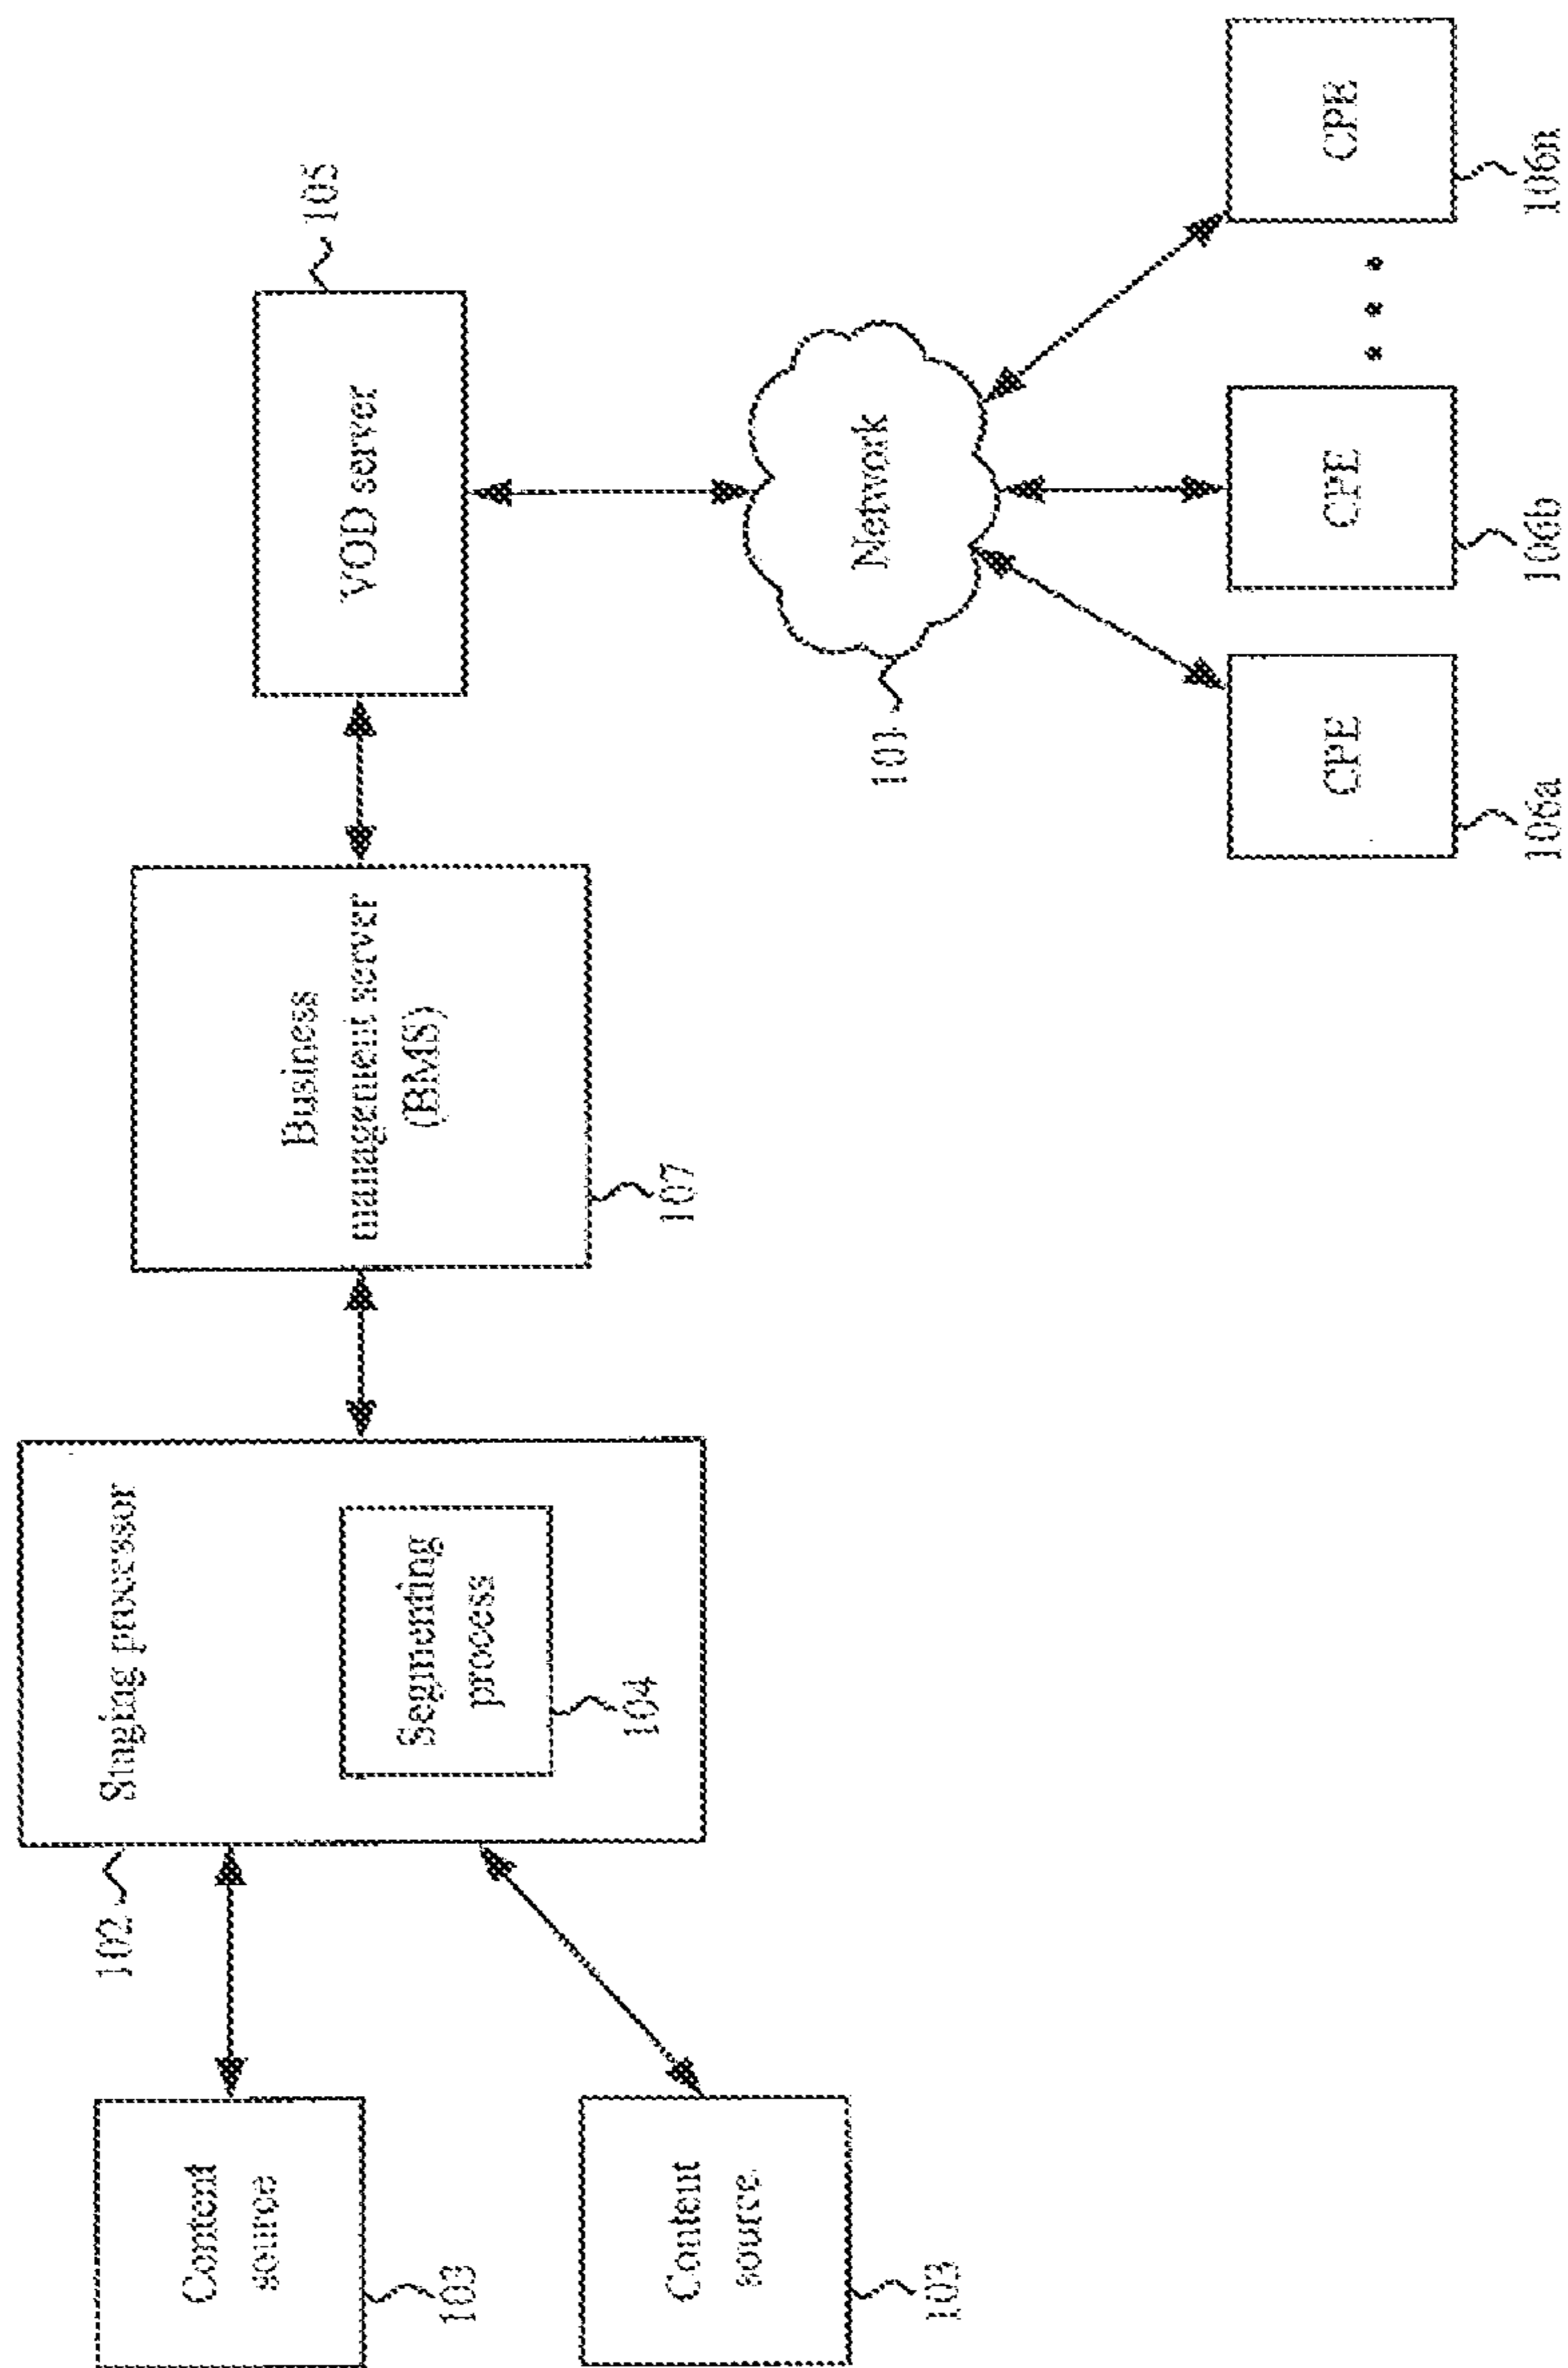 Content
source
103
Content
source
103
102
Staging processor
Segmenting
process
104
Business
management server
(BMS)
107
VOD server
105
Network
101
CPE
106a
CPE
106b
CPE
106n